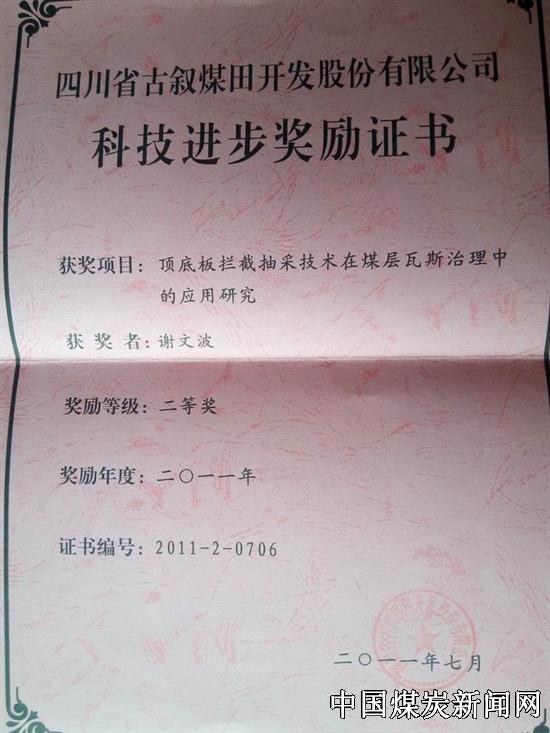 四川省古叙煤田开发股份有限公司
科技进步奖励证书
获奖项目：顶底板拦截抽采技术在煤层瓦斯治理中
的应用研究
获奖者：谢文波
奖励等级：二等奖
奖励年度：二〇一一年
证书编号：2011-2-0706
二〇一一年七月
中国煤炭新闻网